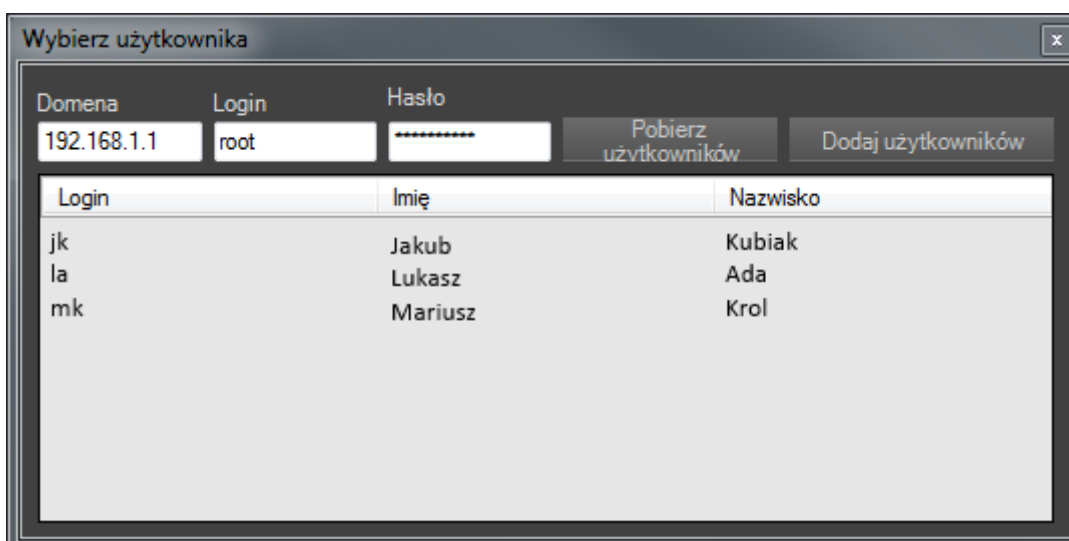 Wybierz użytkownika
x
Domena Login Hasło
192.168.1.1 root **********
Pobierz użytkowników
Dodaj użytkowników
Login Imię Nazwisko
jk Jakub Kubiak
la Lukasz Ada
mk Mariusz Krol